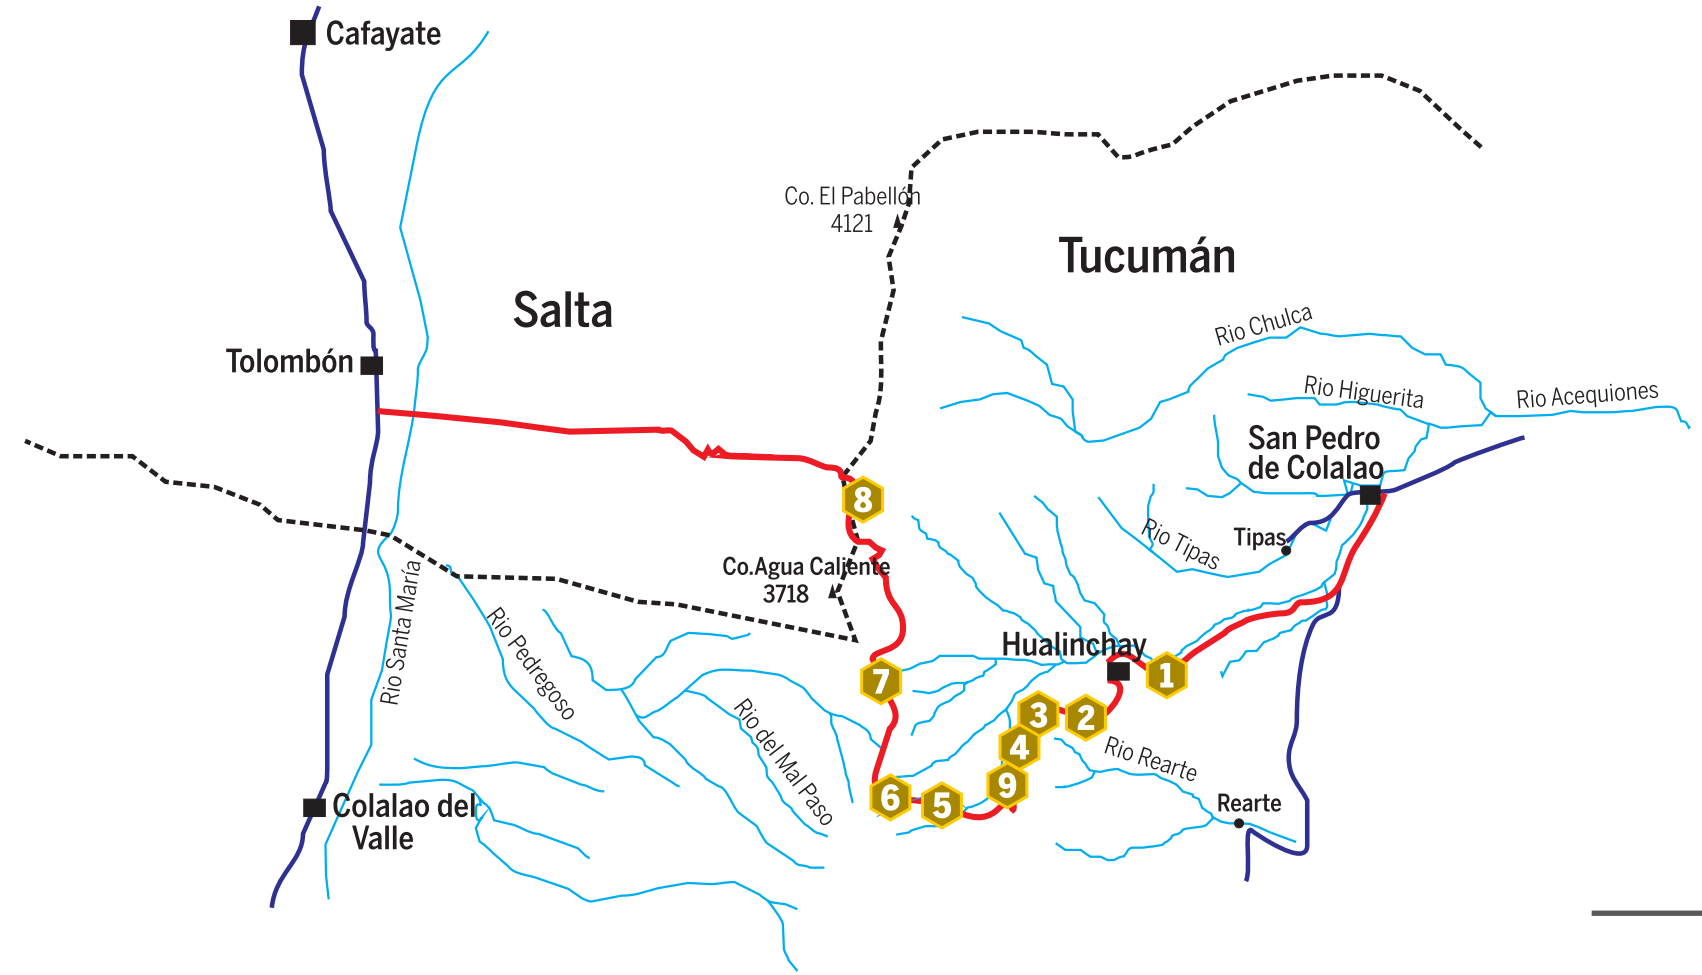 Cafayate
Co. El Pabellón
4121
Tucumán
Salta
Rio Chulca
Tolombón
Rio Higuerita
Rio Acequiones
San Pedro
de Colalao
8
Rio Tipas
Tipas
Co.Agua Caliente
3718
Rio Santa María
Rio Pedregoso
Hualinchay
7
1
3
2
4
Rio del Mal Paso
Rio Rearte
9
6
5
Rearte
Colalao del
Valle